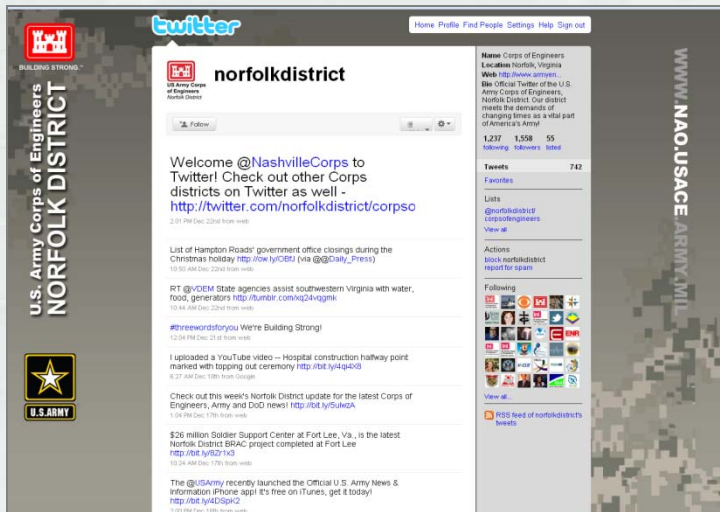 BUILDING STRONG.™
U.S. Army Corps of Engineers
NORFOLK DISTRICT
U.S.ARMY
twitter
Home Profile Find People Settings Help Sign out
US Army Corps
of Engineers
Norfolk District
norfolkdistrict
Follow
Welcome @NashvilleCorps to
Twitter! Check out other Corps
districts on Twitter as well -
http://twitter.com/norfolkdistrict/corpso
2:01 PM Dec 22nd from web
List of Hampton Roads' government office closings during the
Christmas holiday http://ow.ly/OBfJ (via @@Daily_Press)
10:50 AM Dec 22nd from web
RT @VDEM State agencies assist southwestern Virginia with water,
food, generators http://tumblr.com/xq24vqgmk
10:44 AM Dec 22nd from web
#threewordsforyou We're Building Strong!
12:04 PM Dec 21st from web
I uploaded a YouTube video -- Hospital construction halfway point
marked with topping out ceremony http://bit.ly/4qi4X8
6:27 AM Dec 18th from Google
Check out this week's Norfolk District update for the latest Corps of
Engineers, Army and DoD news! http://bit.ly/5ulwzA
1:04 PM Dec 17th from web
$26 million Soldier Support Center at Fort Lee, Va., is the latest
Norfolk District BRAC project completed at Fort Lee
http://bit.ly/8Zr1x3
10:24 AM Dec 17th from web
The @USArmy recently launched the Official U.S. Army News &
Information iPhone app! It's free on iTunes, get it today!
http://bit.ly/4DSpK2
Name Corps of Engineers
Location Norfolk, Virginia
Web http://www.armyen...
Bio Official Twitter of the U.S.
Army Corps of Engineers,
Norfolk District. Our district
meets the demands of
changing times as a vital part
of America's Army!
1,237 1,558 55
following followers listed
Tweets 742
Favorites
Lists
@norfolkdistrict/
corpsofengineers
View all
Actions
block norfolkdistrict
report for spam
Following
ENR
View all...
RSS feed of norfolkdistrict's
tweets
WWW.NAO.USACE.ARMY.MIL